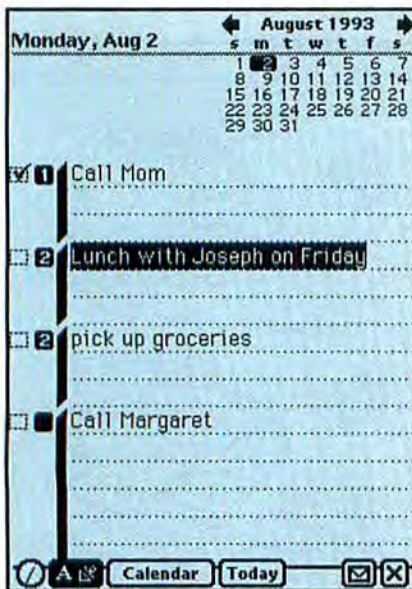 August 1993
Monday, Aug 2
s m t w t f s
1 2 3 4 5 6 7
8 9 10 11 12 13 14
15 16 17 18 19 20 21
22 23 24 25 26 27 28
29 30 31
1 Call Mom
2 Lunch with Joseph on Friday
2 pick up groceries
Call Margaret
A Calendar Today X